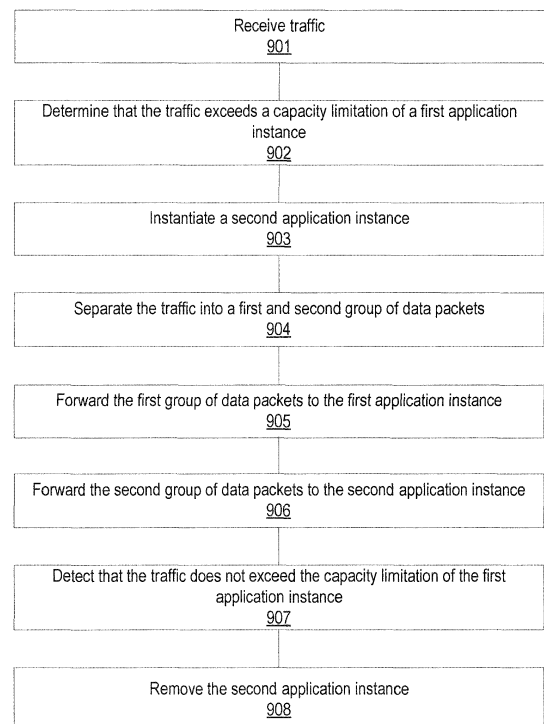 Receive traffic
901
Determine that the traffic exceeds a capacity limitation of a first application
instance
902
Instantiate a second application instance
903
Separate the traffic into a first and second group of data packets
904
Forward the first group of data packets to the first application instance
905
Forward the second group of data packets to the second application instance
906
Detect that the traffic does not exceed the capacity limitation of the first
application instance
907
Remove the second application instance
908